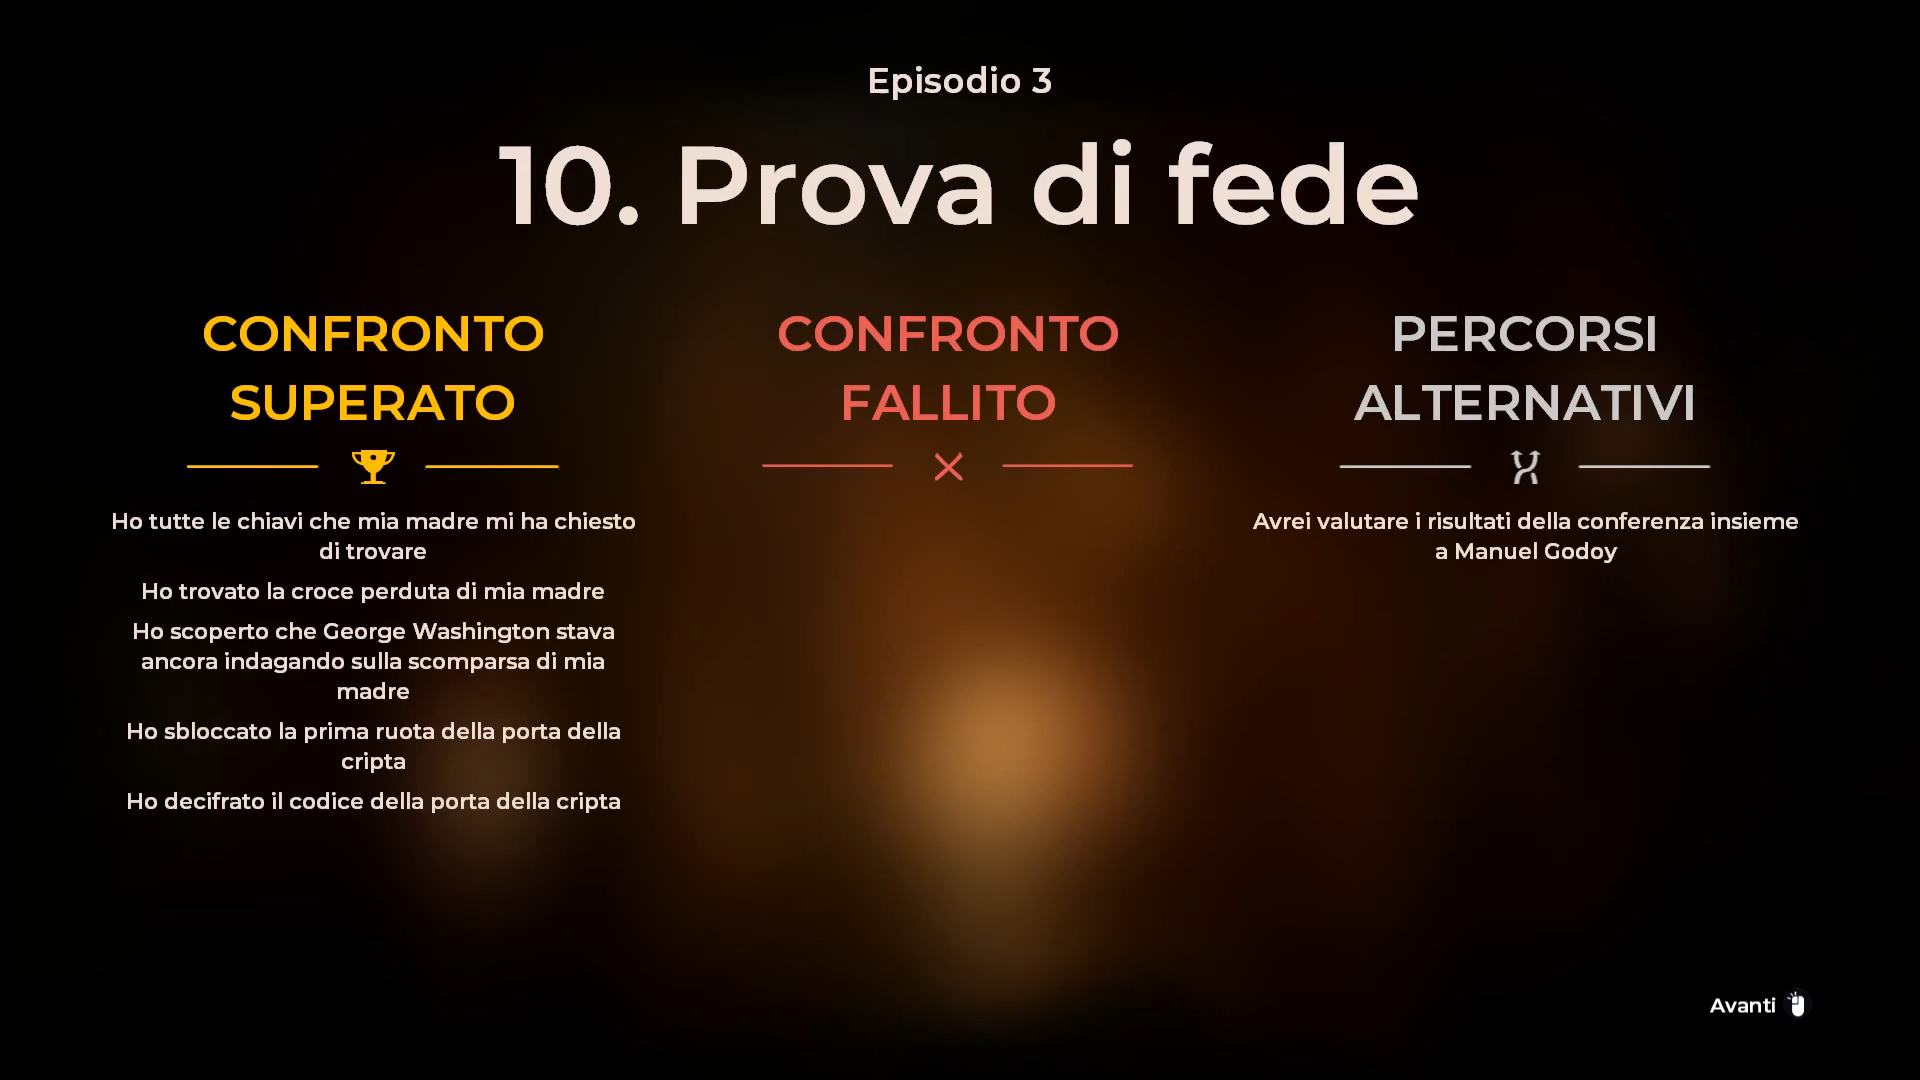 Episodio 3
10. Prova di fede
CONFRONTO
SUPERATO
Ho tutte le chiavi che mia madre mi ha chiesto
di trovare
Ho trovato la croce perduta di mia madre
Ho scoperto che George Washington stava
ancora indagando sulla scomparsa di mia
madre
Ho sbloccato la prima ruota della porta della
cripta
Ho decifrato il codice della porta della cripta
CONFRONTO
FALLITO
PERCORSI
ALTERNATIVI
Avrei valutare i risultati della conferenza insieme
a Manuel Godoy
Avanti